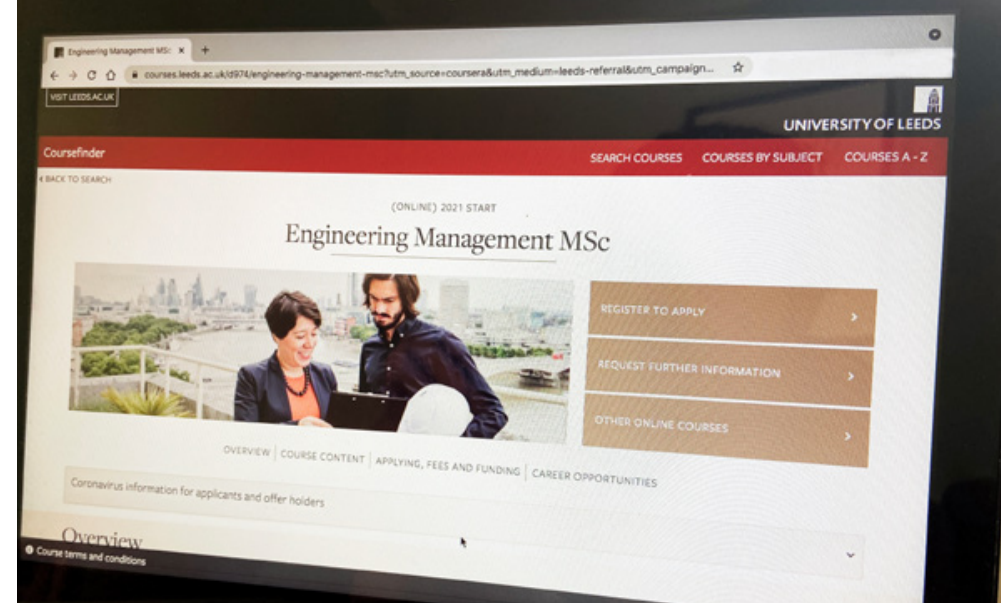 Engineering Management MSc
courses.leeds.ac.uk/d974/engineering-management-msc?utm_source=coursera&utm_medium=leeds-referral&utm_campaign...
VISIT LEEDS.AC.UK
UNIVERSITY OF LEEDS
Coursefinder
SEARCH COURSES COURSES BY SUBJECT COURSES A - Z
BACK TO SEARCH
(ONLINE) 2021 START
Engineering Management MSc
REGISTER TO APPLY
REQUEST FURTHER INFORMATION
OTHER ONLINE COURSES
OVERVIEW | COURSE CONTENT | APPLYING, FEES AND FUNDING | CAREER OPPORTUNITIES
Coronavirus information for applicants and offer holders
Overview
Course terms and conditions